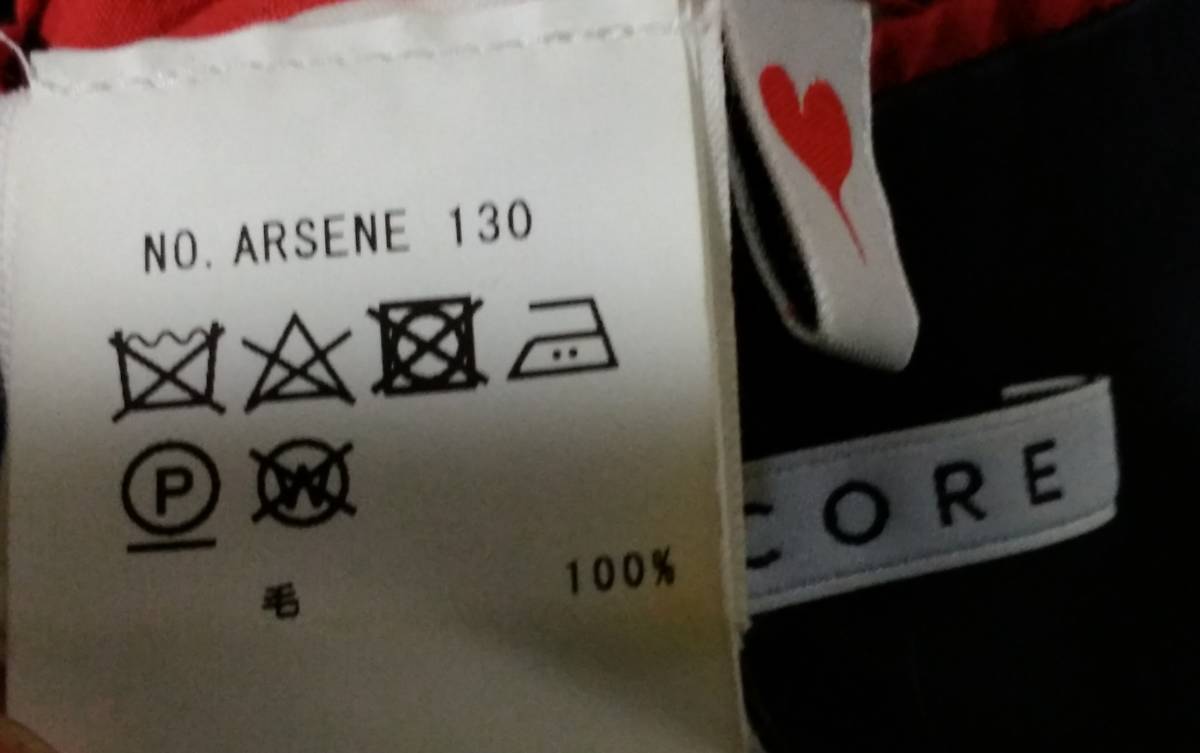 NO. ARSENE 130
P W
毛 100%
CORE